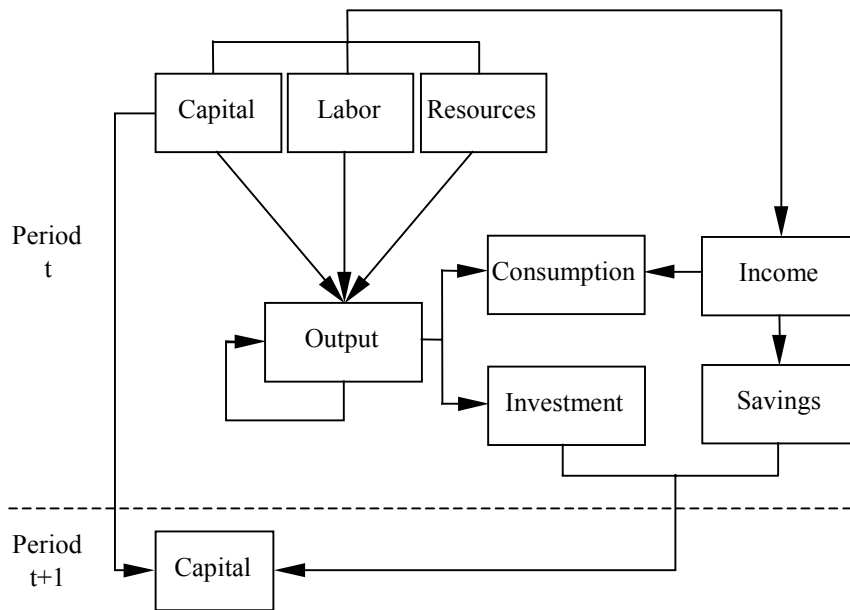 Capital
Labor
Resources
Period
t
Consumption
Income
Output
Investment
Savings
Period
t+1
Capital